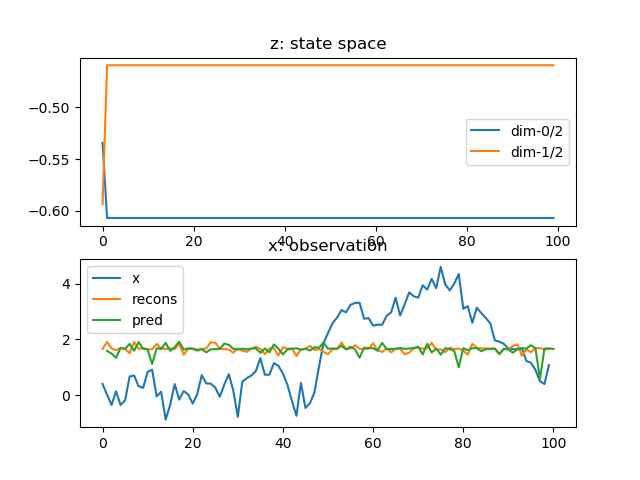 z: state space
−0.50
−0.55
−0.60
dim-0/2
dim-1/2
0 20 40 60 80 100
x: observation
4
2
0
x
recons
pred
0 20 40 60 80 100